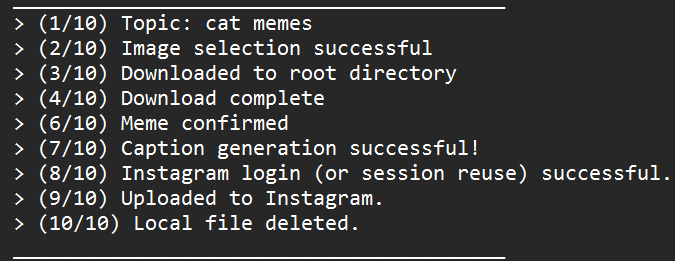 > (1/10) Topic: cat memes
> (2/10) Image selection successful
> (3/10) Downloaded to root directory
> (4/10) Download complete
> (6/10) Meme confirmed
> (7/10) Caption generation successful!
> (8/10) Instagram login (or session reuse) successful.
> (9/10) Uploaded to Instagram.
> (10/10) Local file deleted.